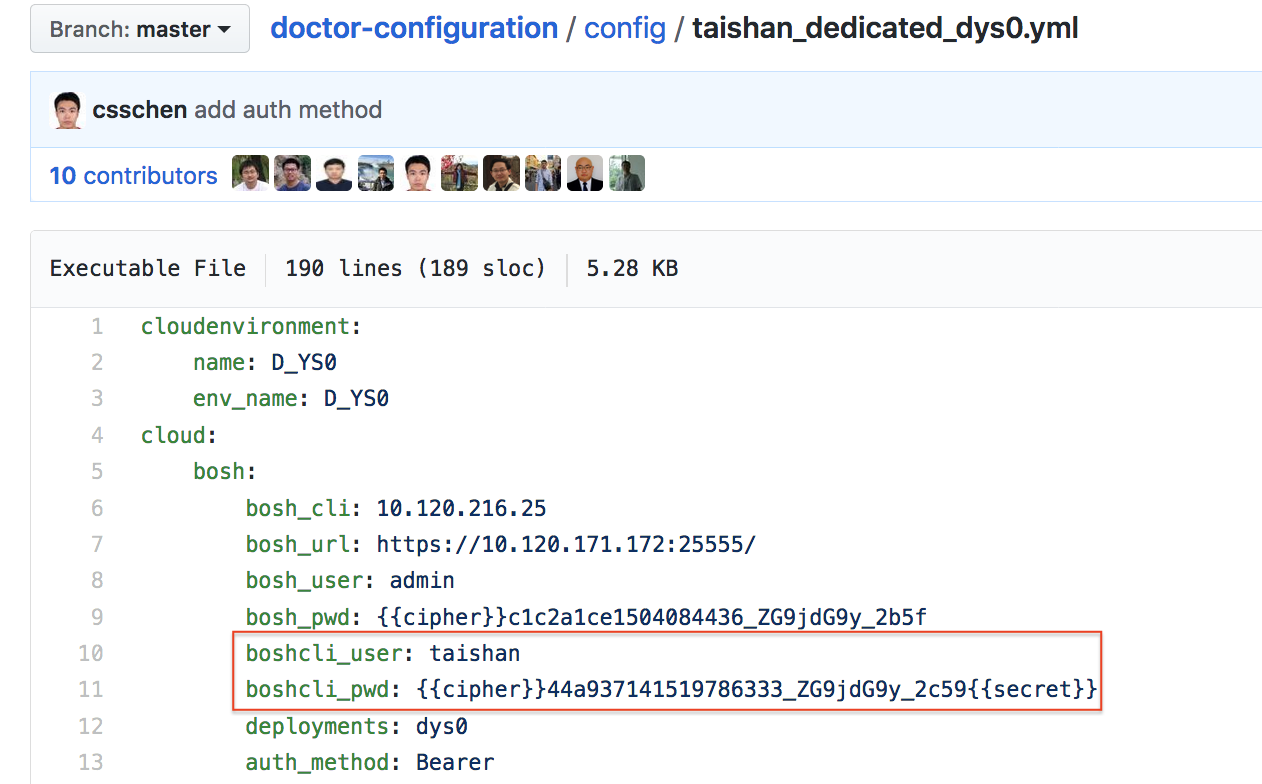 Branch: master doctor-configuration / config / taishan_dedicated_dys0.yml
csschen add auth method
10 contributors
Executable File 190 lines (189 sloc) 5.28 KB
1 cloudenvironment:
2 name: D_YS0
3 env_name: D_YS0
4 cloud:
5 bosh:
6 bosh_cli: 10.120.216.25
7 bosh_url: https://10.120.171.172:25555/
8 bosh_user: admin
9 bosh_pwd: {{cipher}}c1c2a1ce1504084436_ZG9jdG9y_2b5f
10 boshcli_user: taishan
11 boshcli_pwd: {{cipher}}44a937141519786333_ZG9jdG9y_2c59{{secret}}
12 deployments: dys0
13 auth_method: Bearer